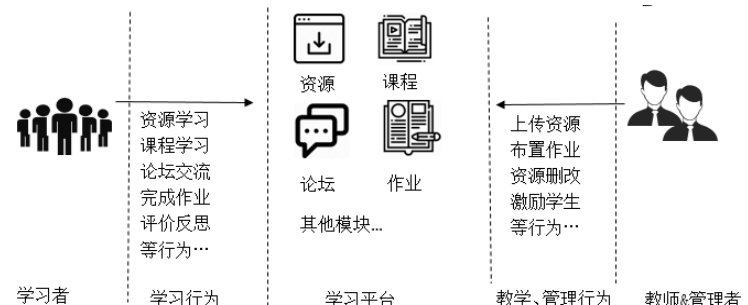 资源
课程
论坛
作业
其他模块...
资源学习
课程学习
论坛交流
完成作业
评价反思
等行为…
上传资源
布置作业
资源删改
激励学生
等行为…
学习者
学习行为
学习平台
教学、管理行为
教师&管理者